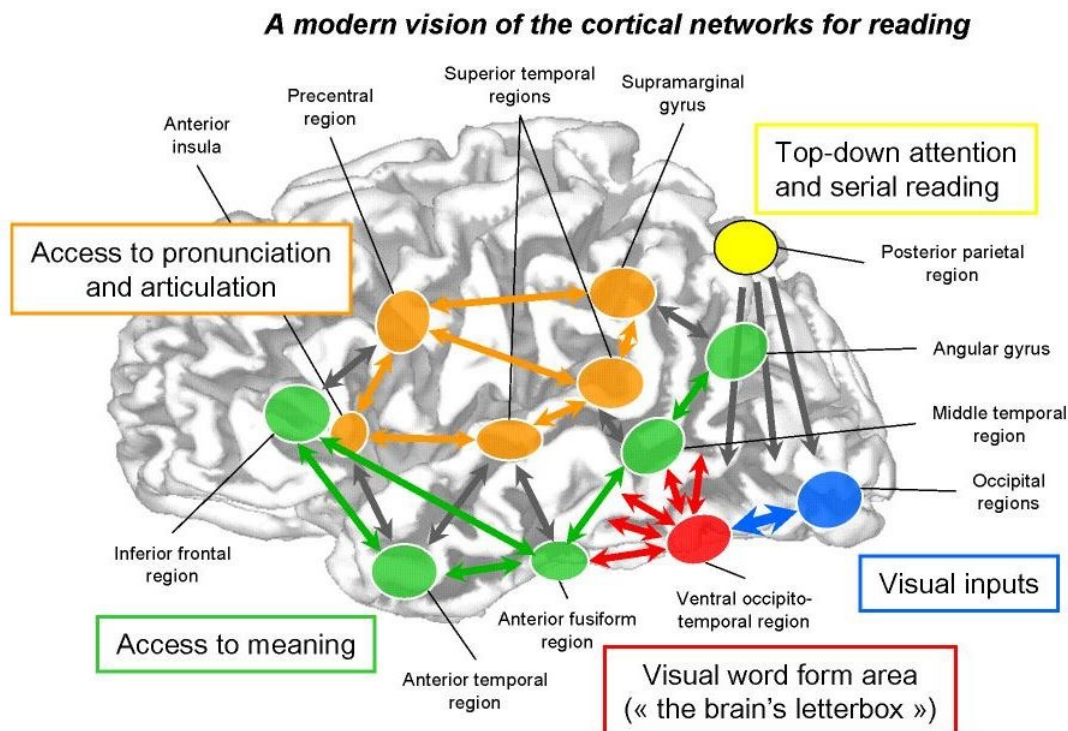 A modern vision of the cortical networks for reading
Superior temporal
regions
Supramarginal
gyrus
Precentral
region
Anterior
insula
Top-down attention
and serial reading
Access to pronunciation
and articulation
Posterior parietal
region
Angular gyrus
Middle temporal
region
Occipital
regions
Inferior frontal
region
Visual inputs
Anterior fusiform
region
Ventral occipito-
temporal region
Access to meaning
Anterior temporal
region
Visual word form area
(« the brain's letterbox »)